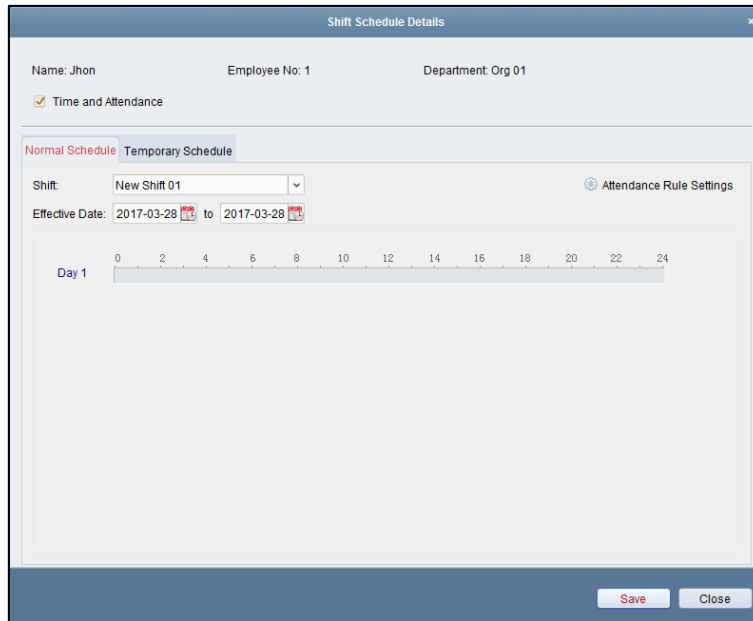 Shift Schedule Details
Name: Jhon Employee No: 1 Department: Org 01
Time and Attendance
Normal Schedule Temporary Schedule
Shift: New Shift 01 Attendance Rule Settings
Effective Date: 2017-03-28 to 2017-03-28
0 2 4 6 8 10 12 14 16 18 20 22 24
Day 1
Save Close